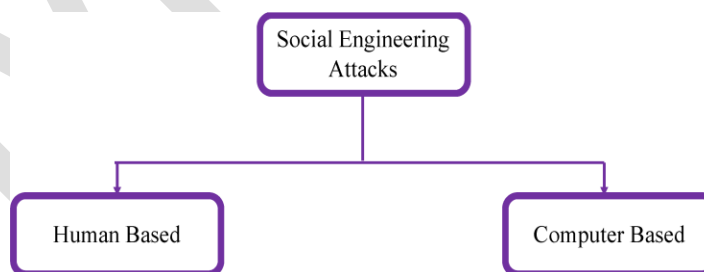 Social Engineering
Attacks
Human Based
Computer Based